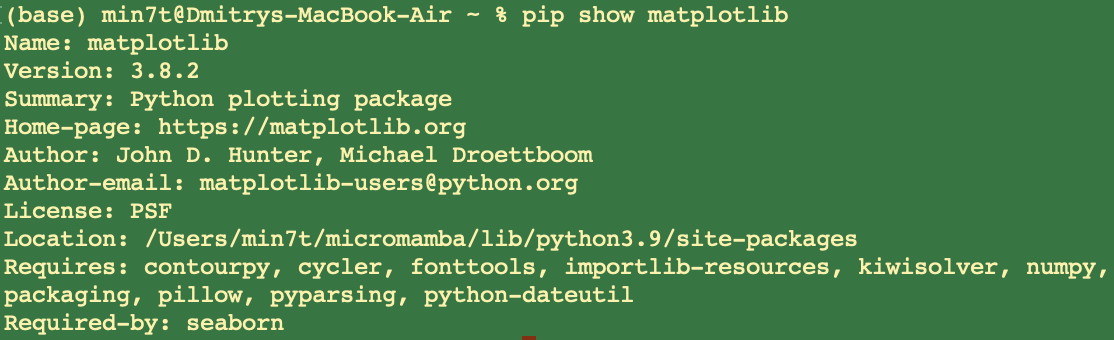 (base) min7t@Dmitrys-MacBook-Air ~ % pip show matplotlib
Name: matplotlib
Version: 3.8.2
Summary: Python plotting package
Home-page: https://matplotlib.org
Author: John D. Hunter, Michael Droettboom
Author-email: matplotlib-users@python.org
License: PSF
Location: /Users/min7t/micromamba/lib/python3.9/site-packages
Requires: contourpy, cycler, fonttools, importlib-resources, kiwisolver, numpy,
packaging, pillow, pyparsing, python-dateutil
Required-by: seaborn